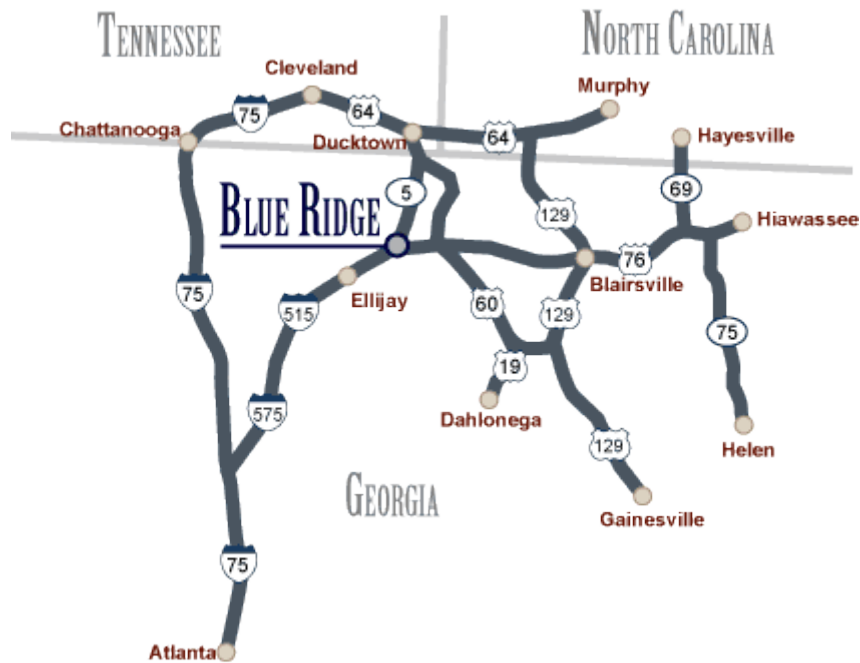 TENNESSEE
NORTH CAROLINA
Cleveland
Murphy
75
64
Chattanooga
Ducktown
64
Hayesville
5
69
BLUE RIDGE
129
Hiawassee
76
Ellijay
Blairsville
75
515
60
129
75
19
575
Dahlonega
129
Helen
GEORGIA
Gainesville
75
Atlanta